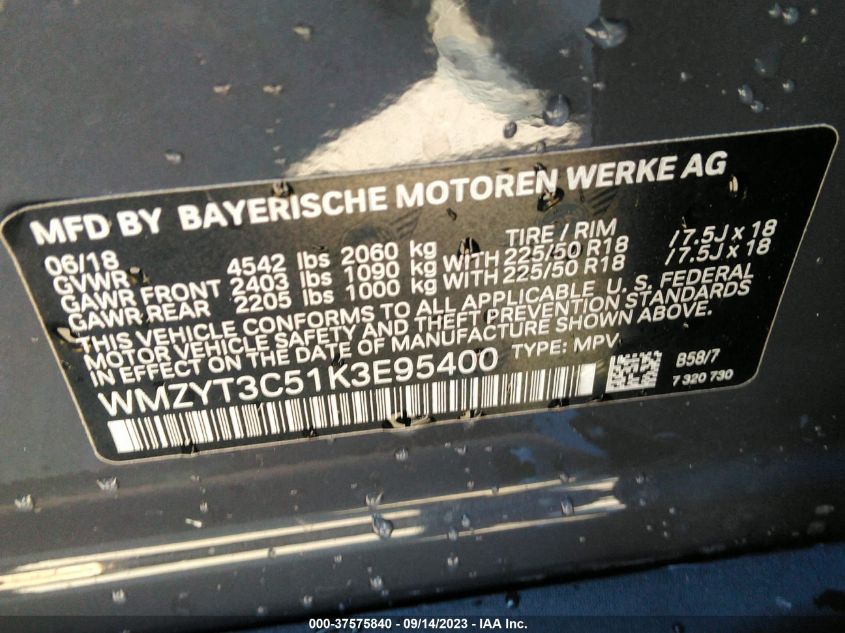 MFD BY BAYERISCHE MOTOREN WERKE AG
06/18 TIRE / RIM
GVWR 4542 lbs 2060 kg
GAWR FRONT 2403 lbs 1090 kg WITH 225/50 R18 /7.5J x 18
GAWR REAR 2205 lbs 1000 kg WITH 225/50 R18 /7.5J x 18
THIS VEHICLE CONFORMS TO ALL APPLICABLE U. S. FEDERAL
MOTOR VEHICLE SAFETY AND THEFT PREVENTION STANDARDS
IN EFFECT ON THE DATE OF MANUFACTURE SHOWN ABOVE.
WMZYT3C51K3E95400 TYPE: MPV B58/7
7 320 730
000-37575840 - 09/14/2023 - IAA Inc.